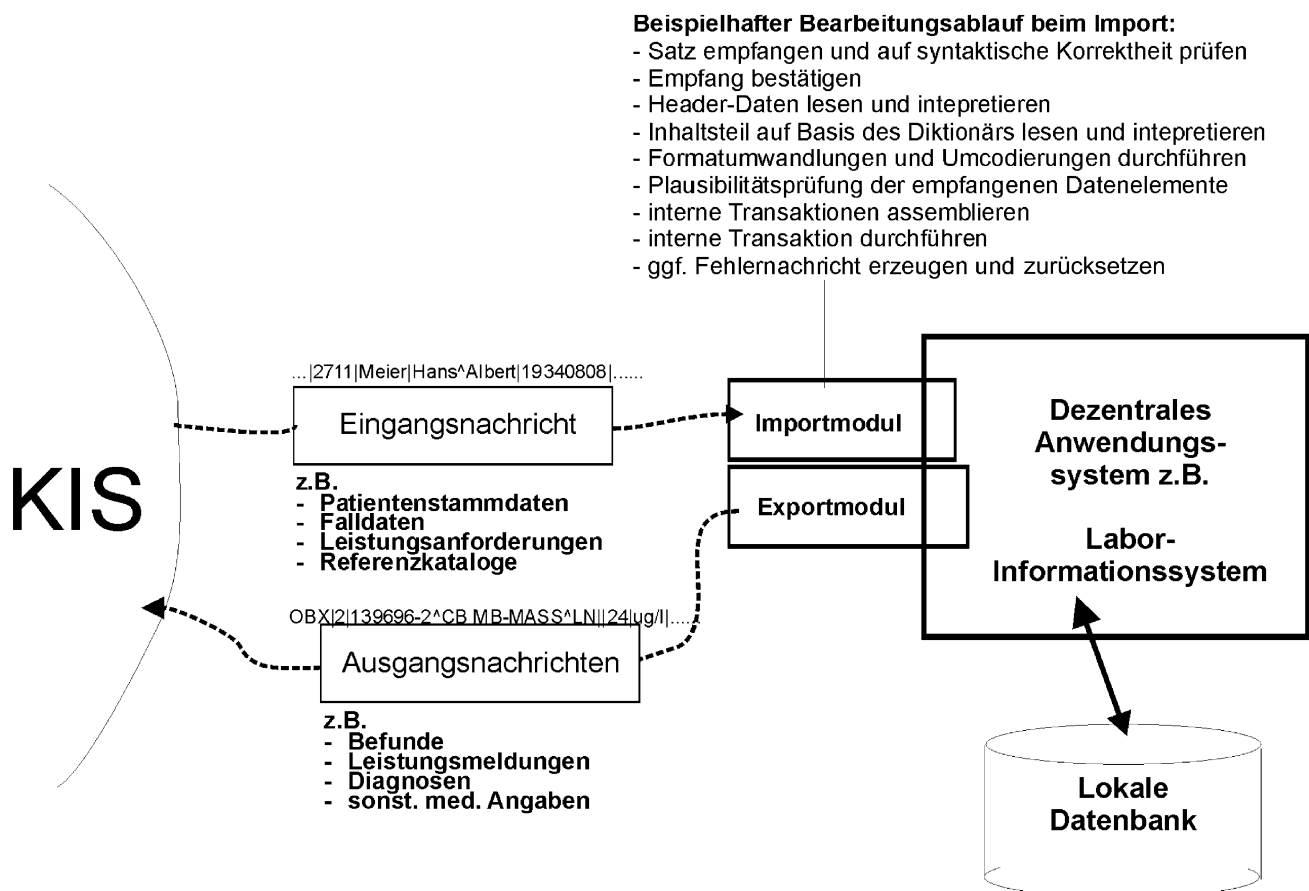 Beispielhafter Bearbeitungsablauf beim Import:
- Satz empfangen und auf syntaktische Korrektheit prüfen
- Empfang bestätigen
- Header-Daten lesen und intepretieren
- Inhaltsteil auf Basis des Diktionärs lesen und intepretieren
- Formatumwandlungen und Umcodierungen durchführen
- Plausibilitätsprüfung der empfangenen Datenelemente
- interne Transaktionen assemblieren
- interne Transaktion durchführen
- ggf. Fehlernachricht erzeugen und zurücksetzen
KIS
...|2711|Meier|Hans^Albert|19340808|......
Eingangsnachricht
z.B.
- Patientenstammdaten
- Falldaten
- Leistungsanforderungen
- Referenzkataloge
OBX|2|139696-2^CB MB-MASS^LN||24|ug/l|......
Ausgangsnachrichten
z.B.
- Befunde
- Leistungsmeldungen
- Diagnosen
- sonst. med. Angaben
Importmodul
Exportmodul
Dezentrales
Anwendungs-
system z.B.
Labor-
Informationssystem
Lokale
Datenbank